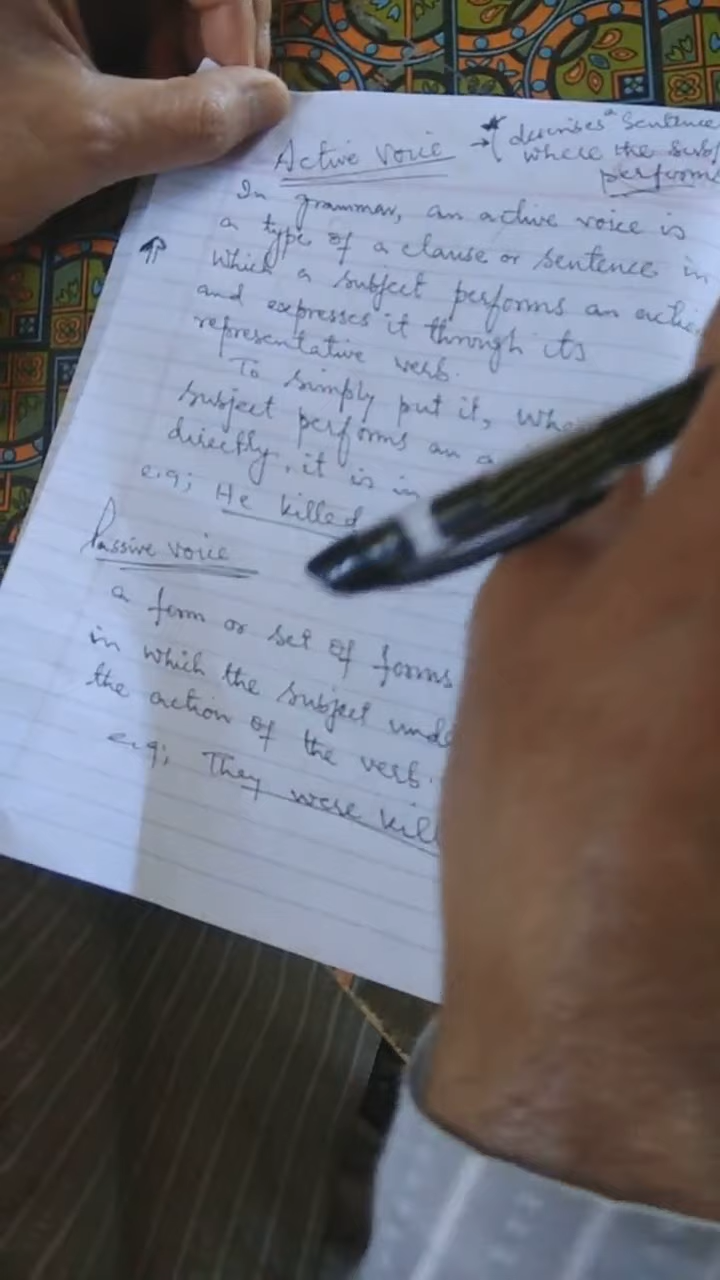 Active voice → describes a sentence
where the subj
perform
In grammar, an active voice is
a type of a clause or sentence in
which a subject performs an actio
and expresses it through its
representative verb.
To simply put it, whe
subject performs an a
directly, it is in
e.g; He killed
Passive voice
a form or set of forms
in which the subject unde
the action of the verb.
e.g; They were kill